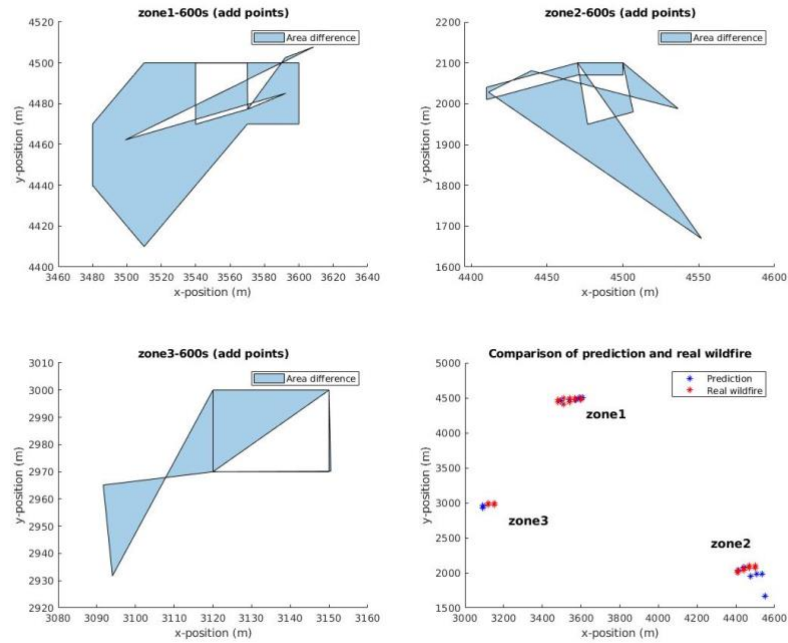 zone1-600s (add points)
4520
4500
4480
4460
4440
4420
4400
y-position (m)
3460 3480 3500 3520 3540 3560 3580 3600 3620 3640
x-position (m)
Area difference
zone2-600s (add points)
2200
2100
2000
1900
1800
1700
1600
y-position (m)
4400 4450 4500 4550 4600
x-position (m)
Area difference
zone3-600s (add points)
3010
3000
2990
2980
2970
2960
2950
2940
2930
2920
y-position (m)
3080 3090 3100 3110 3120 3130 3140 3150 3160
x-position (m)
Area difference
Comparison of prediction and real wildfire
5000
4500
4000
3500
3000
2500
2000
1500
y-position (m)
3000 3200 3400 3600 3800 4000 4200 4400 4600
x-position (m)
Prediction
Real wildfire
zone1
zone3
zone2